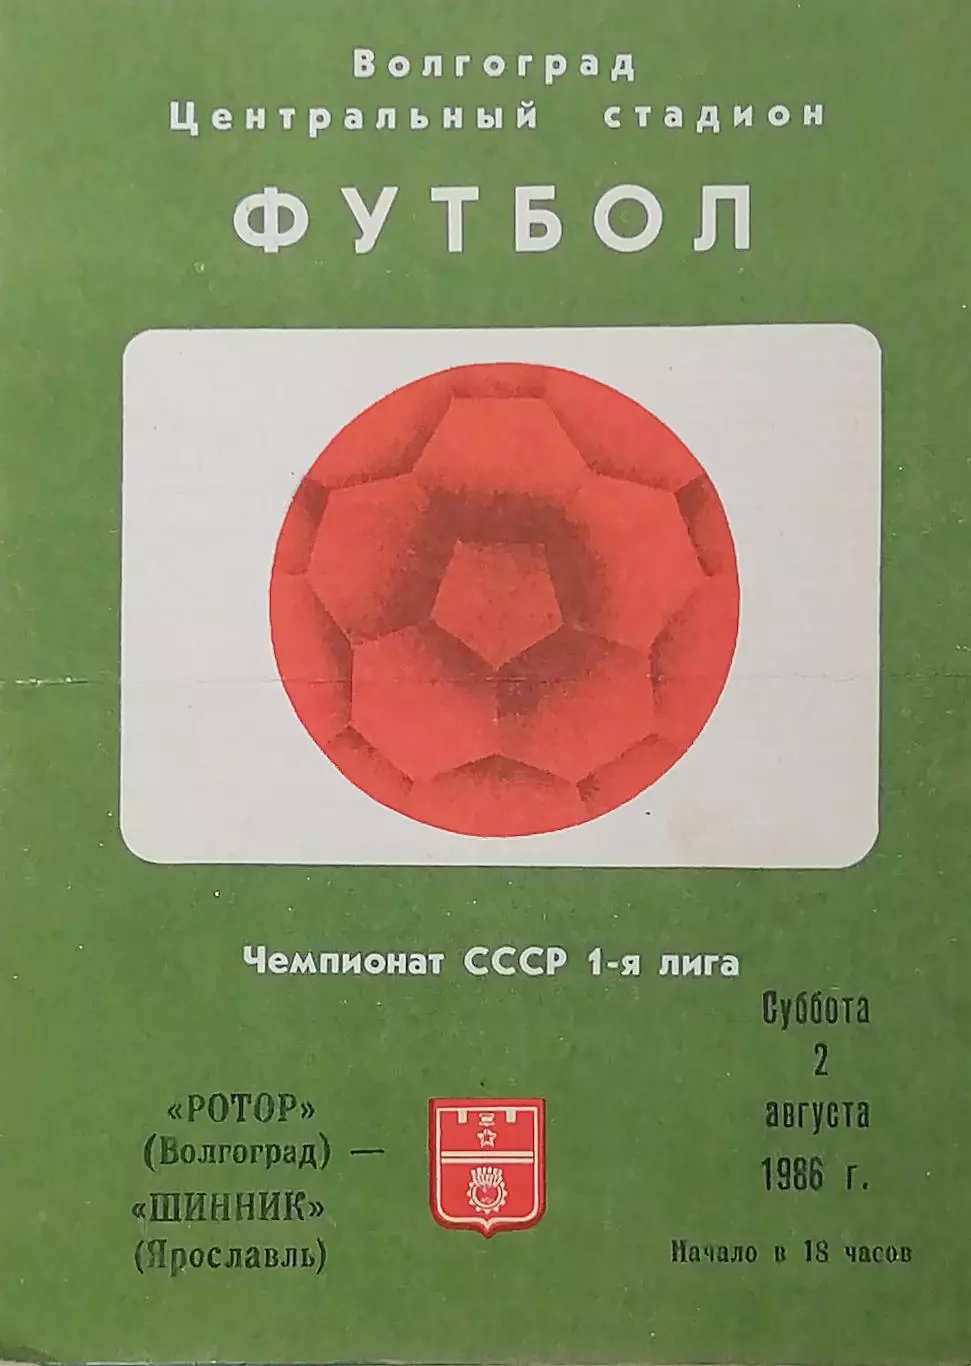 Волгоград
Центральный стадион
ФУТБОЛ
Чемпионат СССР 1-я лига
Суббота
2
августа
1986 г.
Начало в 18 часов
«РОТОР»
(Волгоград) —
«ШИННИК»
(Ярославль)